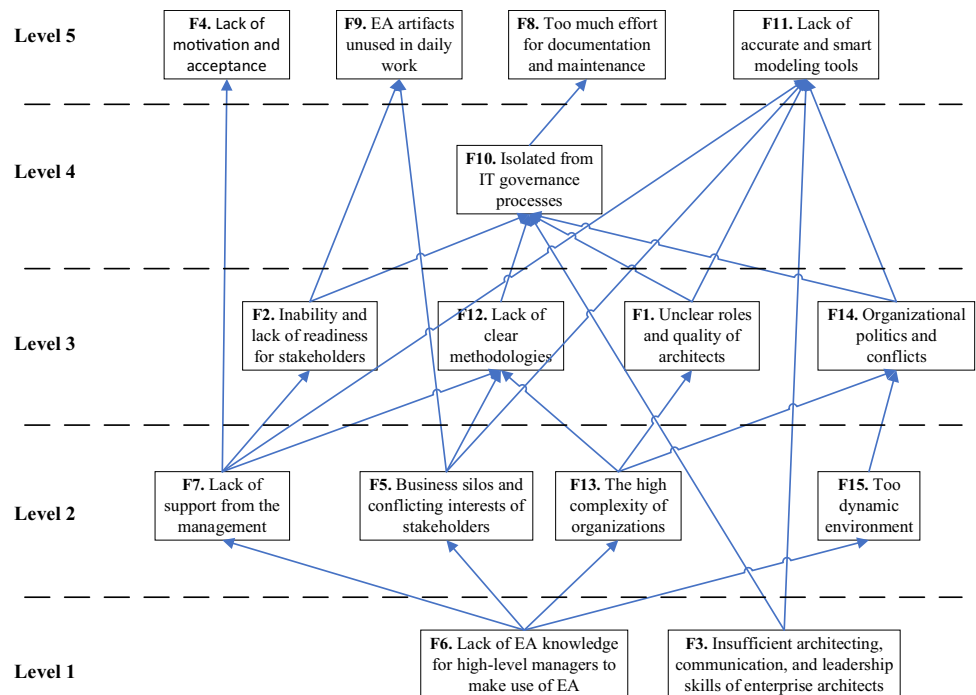 Level 5
F4. Lack of
motivation and
acceptance
F9. EA artifacts
unused in daily
work
F8. Too much effort
for documentation
and maintenance
F11. Lack of
accurate and smart
modeling tools
Level 4
F10. Isolated from
IT governance
processes
Level 3
F2. Inability and
lack of readiness
for stakeholders
F12. Lack of
clear
methodologies
F1. Unclear roles
and quality of
architects
F14. Organizational
politics and
conflicts
Level 2
F7. Lack of
support from the
management
F5. Business silos and
conflicting interests of
stakeholders
F13. The high
complexity of
organizations
F15. Too
dynamic
environment
Level 1
F6. Lack of EA knowledge
for high-level managers to
make use of EA
F3. Insufficient architecting,
communication, and leadership
skills of enterprise architects